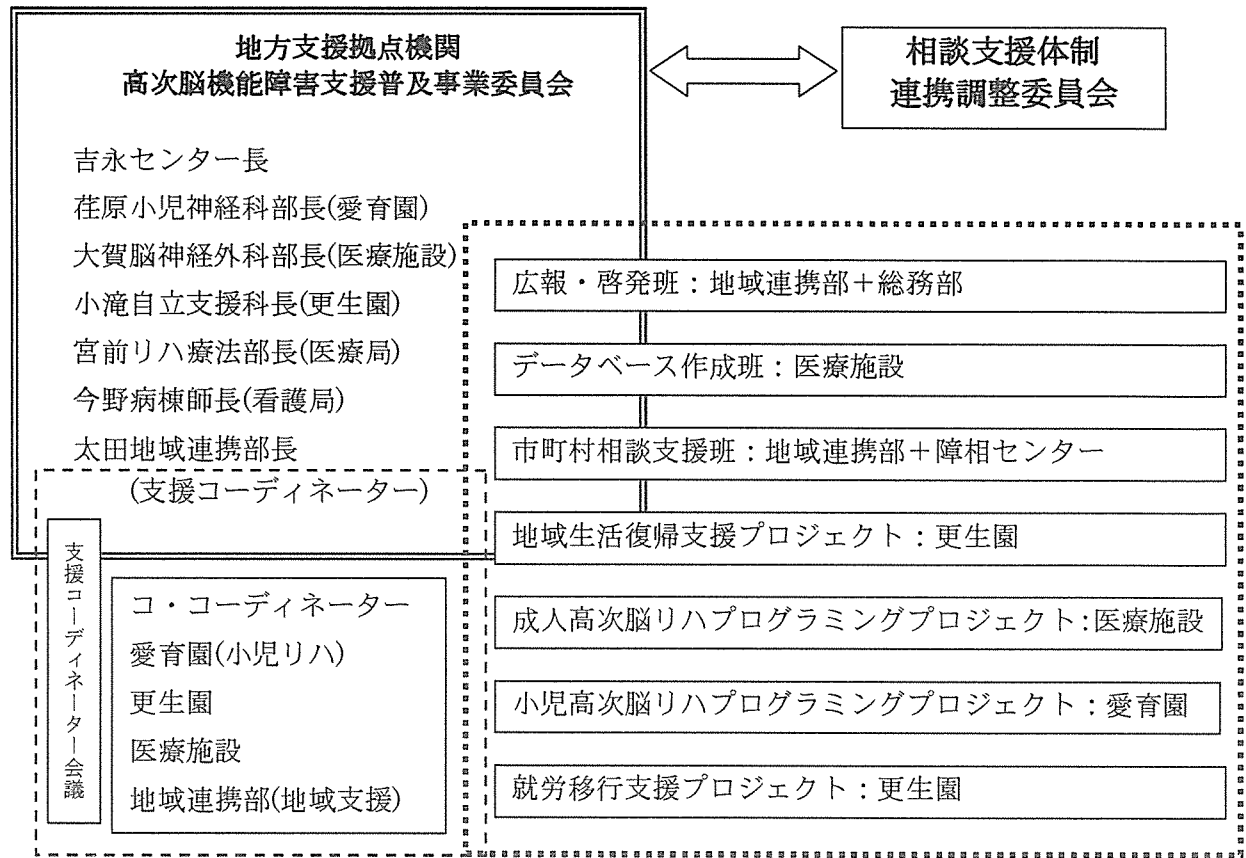 地方支援拠点機関
高次脳機能障害支援普及事業委員会
相談支援体制
連携調整委員会
吉永センター長
荏原小児神経科部長(愛育園)
大賀脳神経外科部長(医療施設)
小滝自立支援科長(更生園)
宮前リハ療法部長(医療局)
今野病棟師長(看護局)
太田地域連携部長
(支援コーディネーター)
支援コーディネーター会議
コ・コーディネーター
愛育園(小児リハ)
更生園
医療施設
地域連携部(地域支援)
広報・啓発班：地域連携部＋総務部
データベース作成班：医療施設
市町村相談支援班：地域連携部＋障相センター
地域生活復帰支援プロジェクト：更生園
成人高次脳リハプログラミングプロジェクト:医療施設
小児高次脳リハプログラミングプロジェクト：愛育園
就労移行支援プロジェクト：更生園